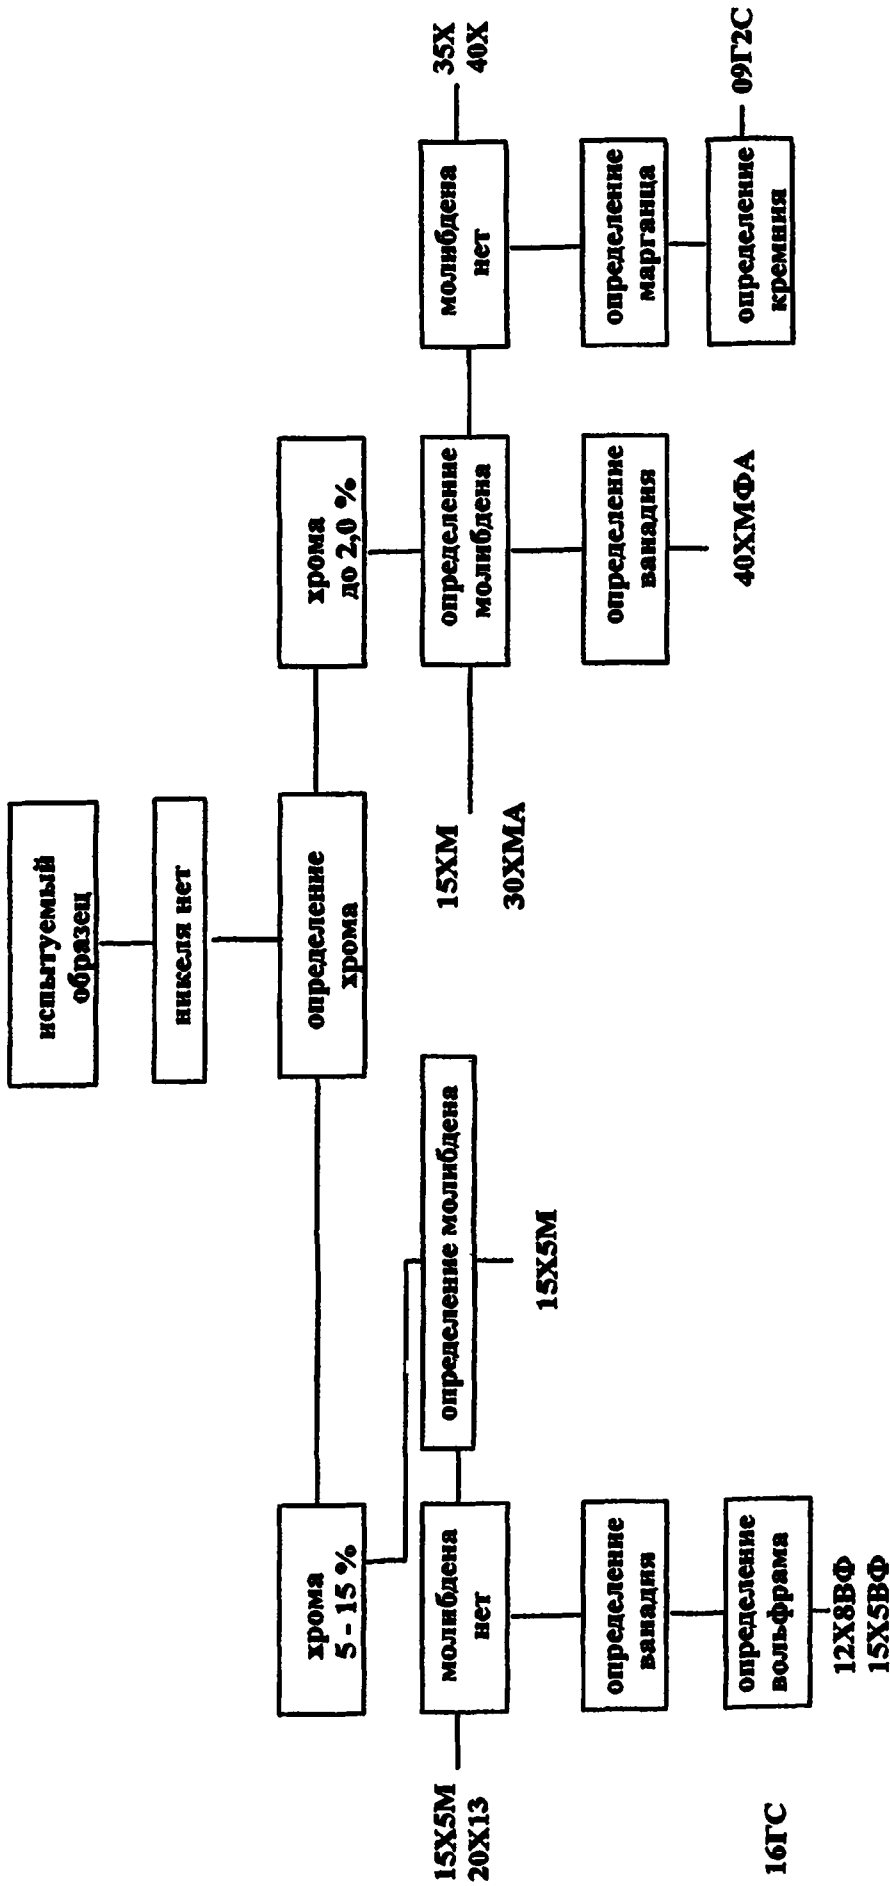 испытуемый
образец
никеля нет
определение
хрома
хрома
5 - 15 %
хрома
до 2,0 %
15Х5М
20Х13
молибдена
нет
определение молибдена
15Х5М
15ХМ
30ХМА
определение
молибдена
молибдена
нет
35Х
40Х
определение
ванадия
определение
ванадия
40ХМФА
определение
марганца
16ГС
определение
вольфрама
12Х8ВФ
15Х5ВФ
определение
кремния
09Г2С